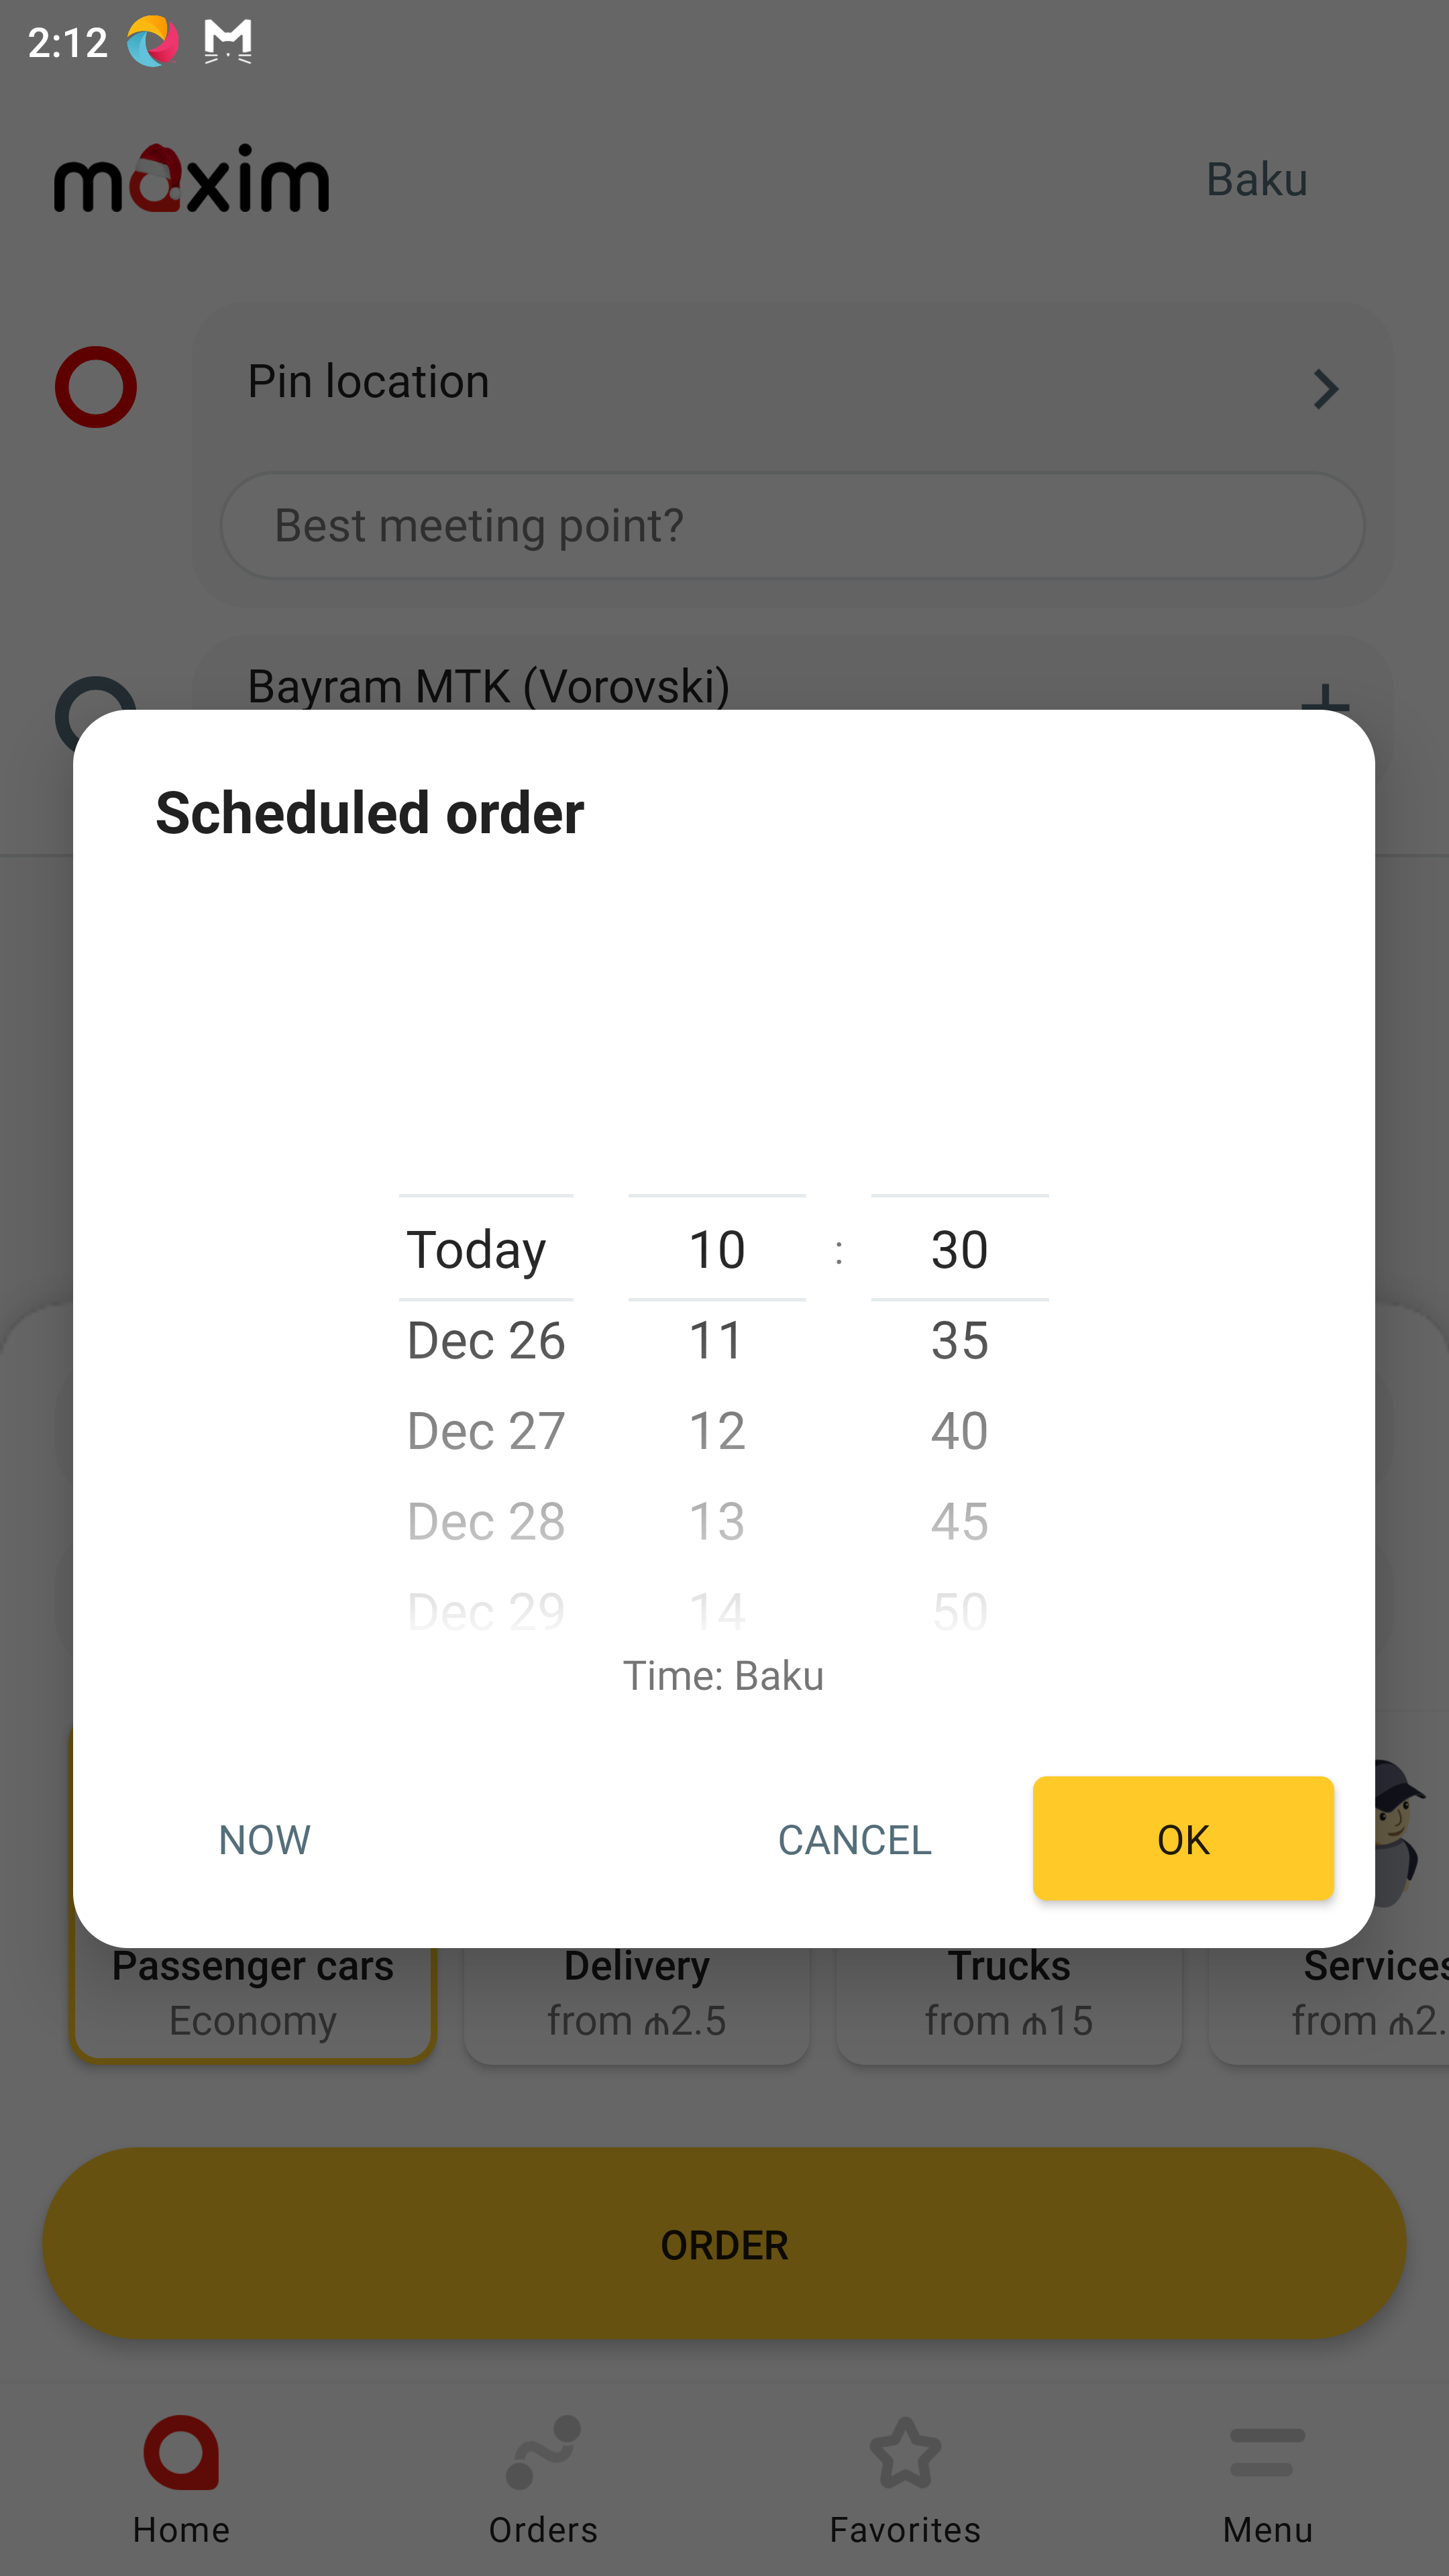 2:12
maxim
Baku
Pin location
Best meeting point?
Bayram MTK (Vorovski)
Scheduled order
Today 10 : 30
Dec 26 11 35
Dec 27 12 40
Dec 28 13 45
Dec 29 14 50
Time: Baku
NOW CANCEL OK
Passenger cars Delivery Trucks Services
Economy from ₼2.5 from ₼15 from ₼2.
ORDER
Home Orders Favorites Menu